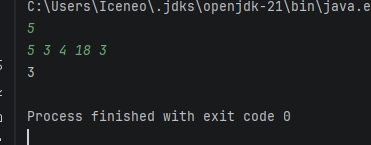 C:\Users\Iceneo\.jdks\openjdk-21\bin\java.e
5
5 3 4 18 3
3
Process finished with exit code 0